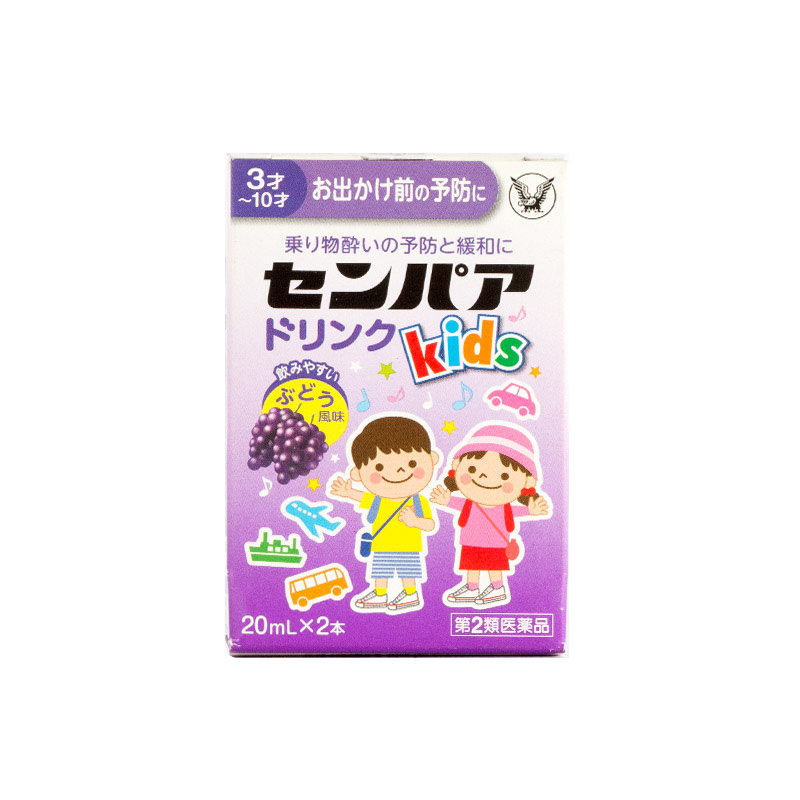 3才
～10才
お出かけ前の予防に
乗り物酔いの予防と緩和に
センパア
ドリンク
kids
飲みやすい
ぶどう
風味
20mL×2本
第2類医薬品